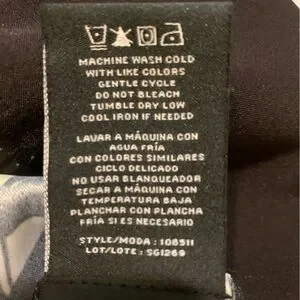 MACHINE WASH COLD
WITH LIKE COLORS
GENTLE CYCLE
DO NOT BLEACH
TUMBLE DRY LOW
COOL IRON IF NEEDED
LAVAR A MÁQUINA CON
AGUA FRÍA
CON COLORES SIMILARES
CICLO DELICADO
NO USAR BLANQUEADOR
SECAR A MÁQUINA CON
TEMPERATURA BAJA
PLANCHAR CON PLANCHA
FRÍA SI ES NECESARIO
STYLE/MODA: 108511
LOT/LOTE: SG1269